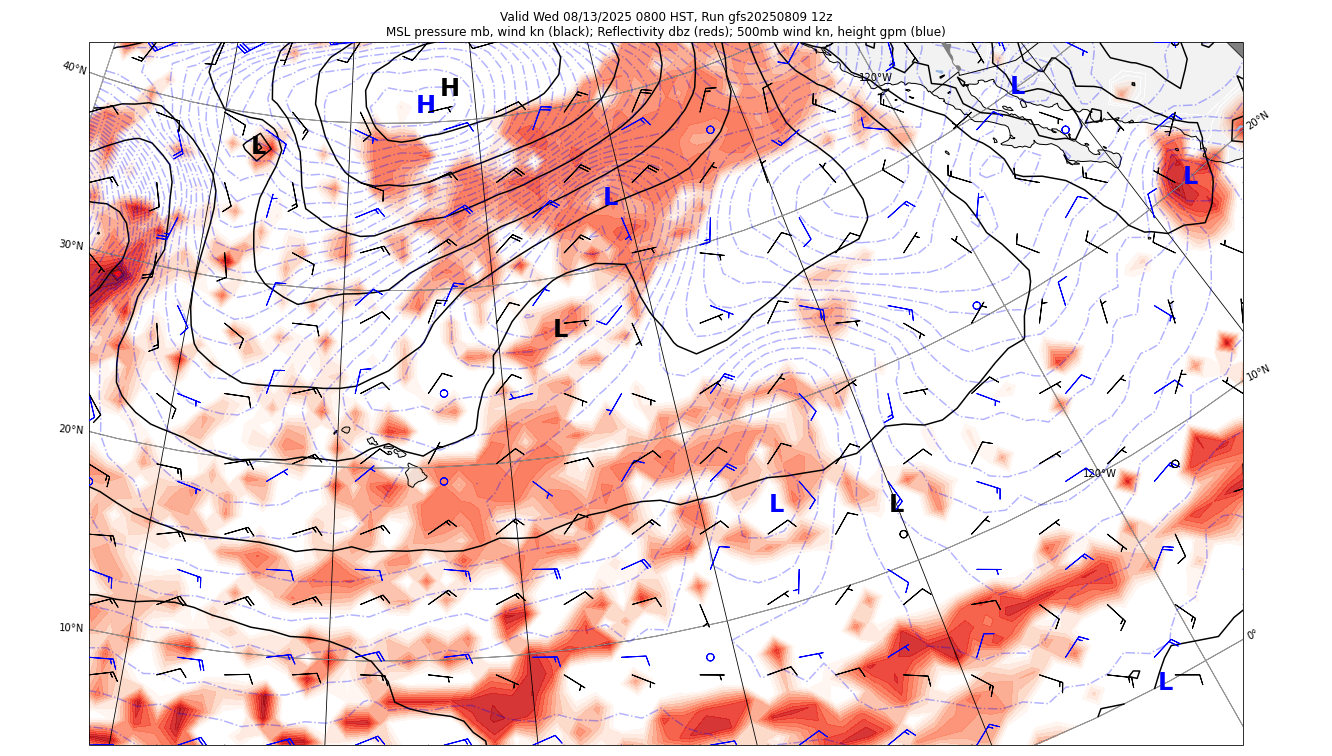 Valid Wed 08/13/2025 0800 HST, Run gfs20250809 12z
MSL pressure mb, wind kn (black); Reflectivity dbz (reds); 500mb wind kn, height gpm (blue)
40°N
120°W
20°N
H
H
L
L
L
L
30°N
L
10°N
20°N
120°W
L
L
10°N
0°
L